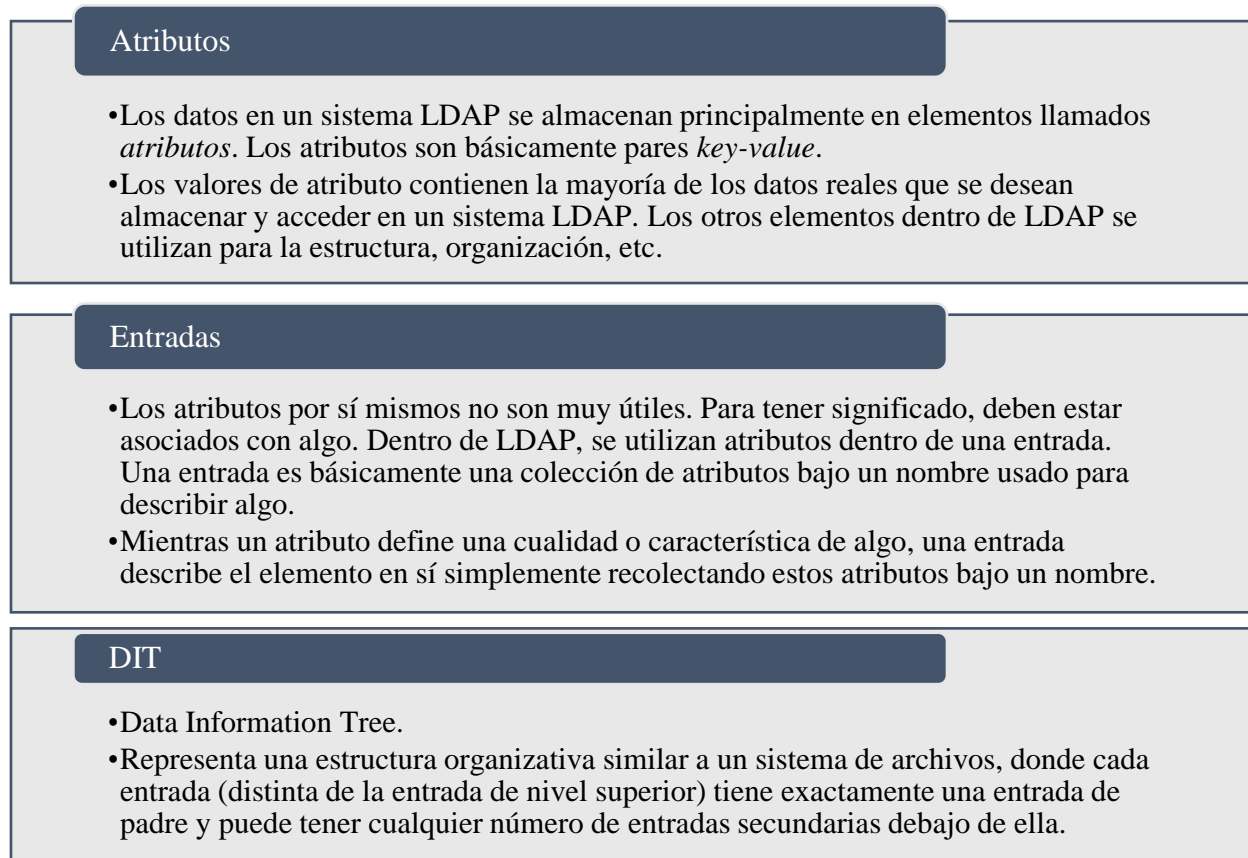 Atributos
•Los datos en un sistema LDAP se almacenan principalmente en elementos llamados
atributos. Los atributos son básicamente pares key-value.
•Los valores de atributo contienen la mayoría de los datos reales que se desean
almacenar y acceder en un sistema LDAP. Los otros elementos dentro de LDAP se
utilizan para la estructura, organización, etc.
Entradas
•Los atributos por sí mismos no son muy útiles. Para tener significado, deben estar
asociados con algo. Dentro de LDAP, se utilizan atributos dentro de una entrada.
Una entrada es básicamente una colección de atributos bajo un nombre usado para
describir algo.
•Mientras un atributo define una cualidad o característica de algo, una entrada
describe el elemento en sí simplemente recolectando estos atributos bajo un nombre.
DIT
•Data Information Tree.
•Representa una estructura organizativa similar a un sistema de archivos, donde cada
entrada (distinta de la entrada de nivel superior) tiene exactamente una entrada de
padre y puede tener cualquier número de entradas secundarias debajo de ella.